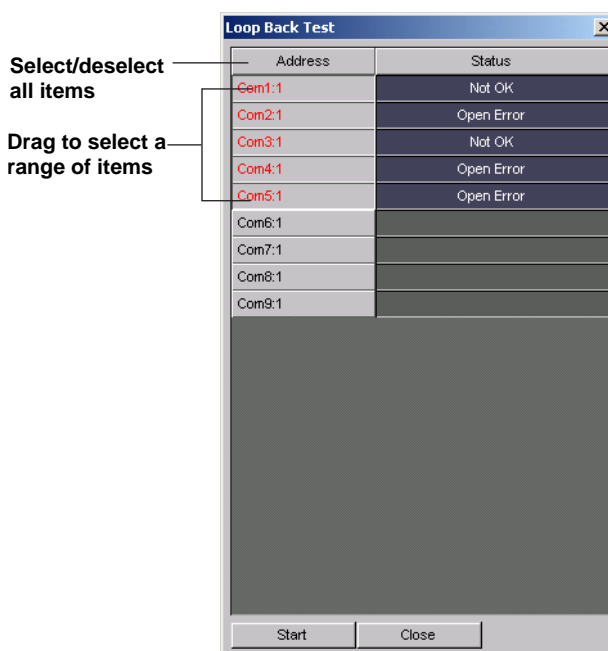 Loop Back Test
Address Status
Select/deselect
all items
Com1:1 Not OK
Com2:1 Open Error
Drag to select a
range of items
Com3:1 Not OK
Com4:1 Open Error
Com5:1 Open Error
Com6:1
Com7:1
Com8:1
Com9:1
Start Close